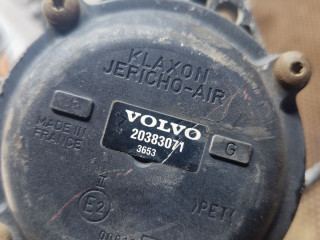 KLAXON
JERICHO-AIR
VOLVO
20383071
3653
G
MADE IN
FRANCE
E2
>PET<